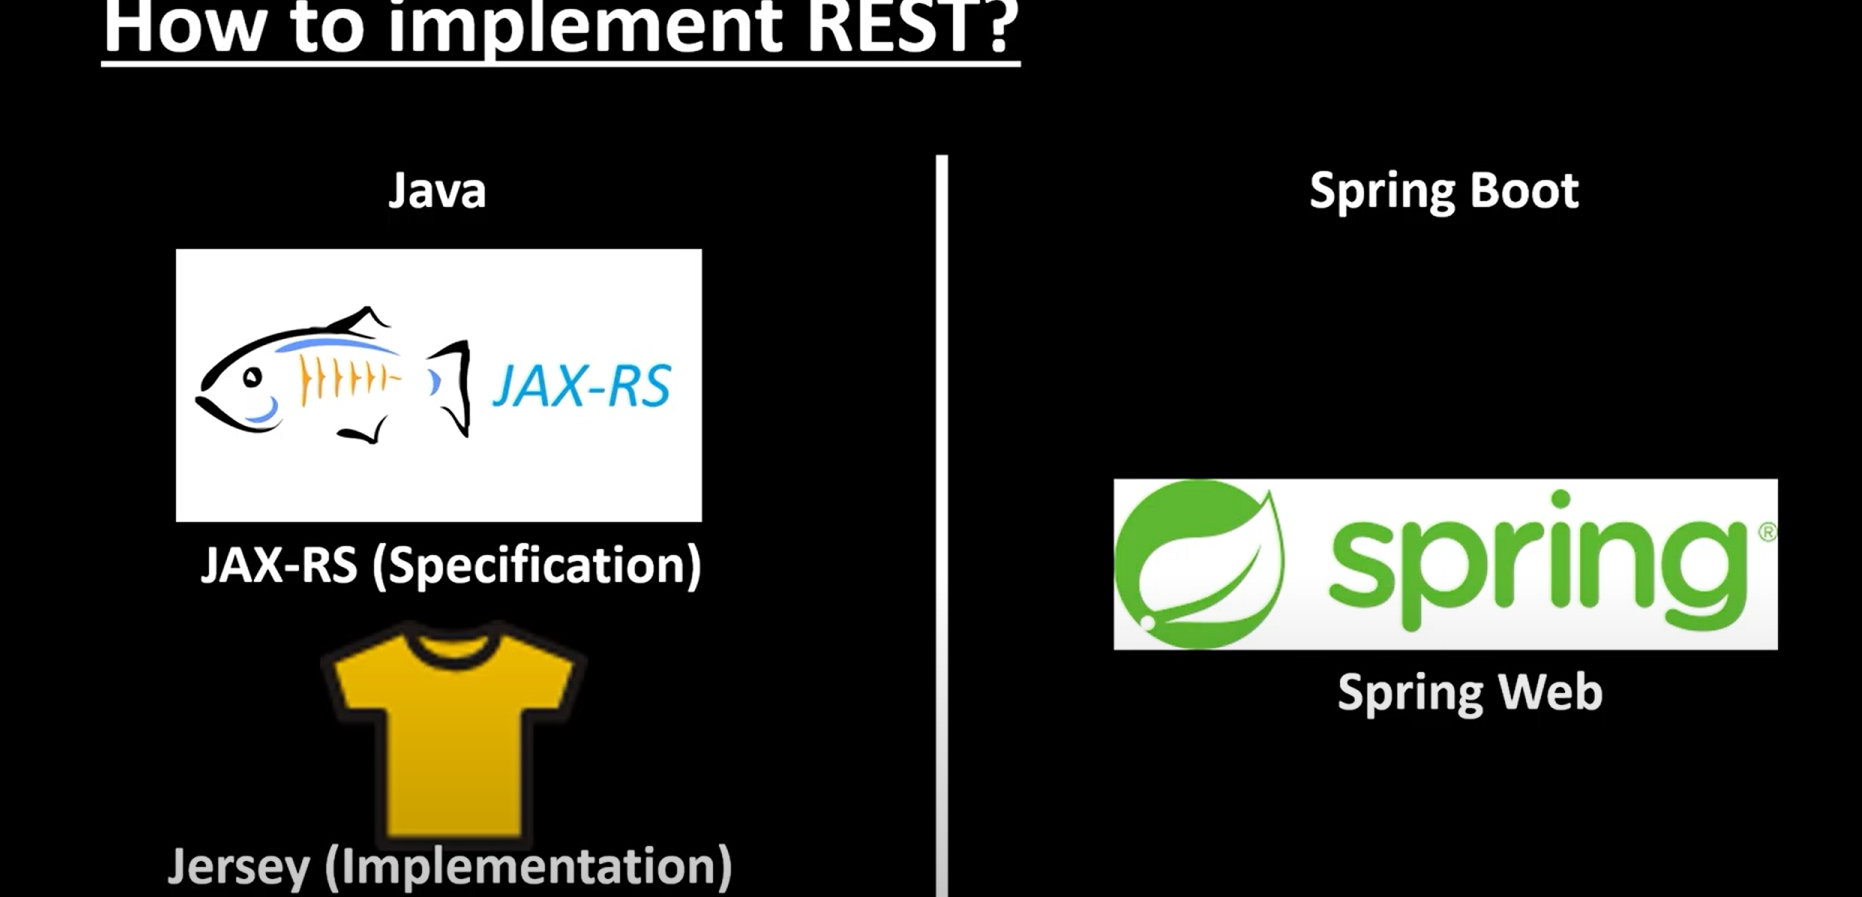 How to implement REST?
Java
JAX-RS
JAX-RS (Specification)
Jersey (Implementation)
Spring Boot
spring®
Spring Web